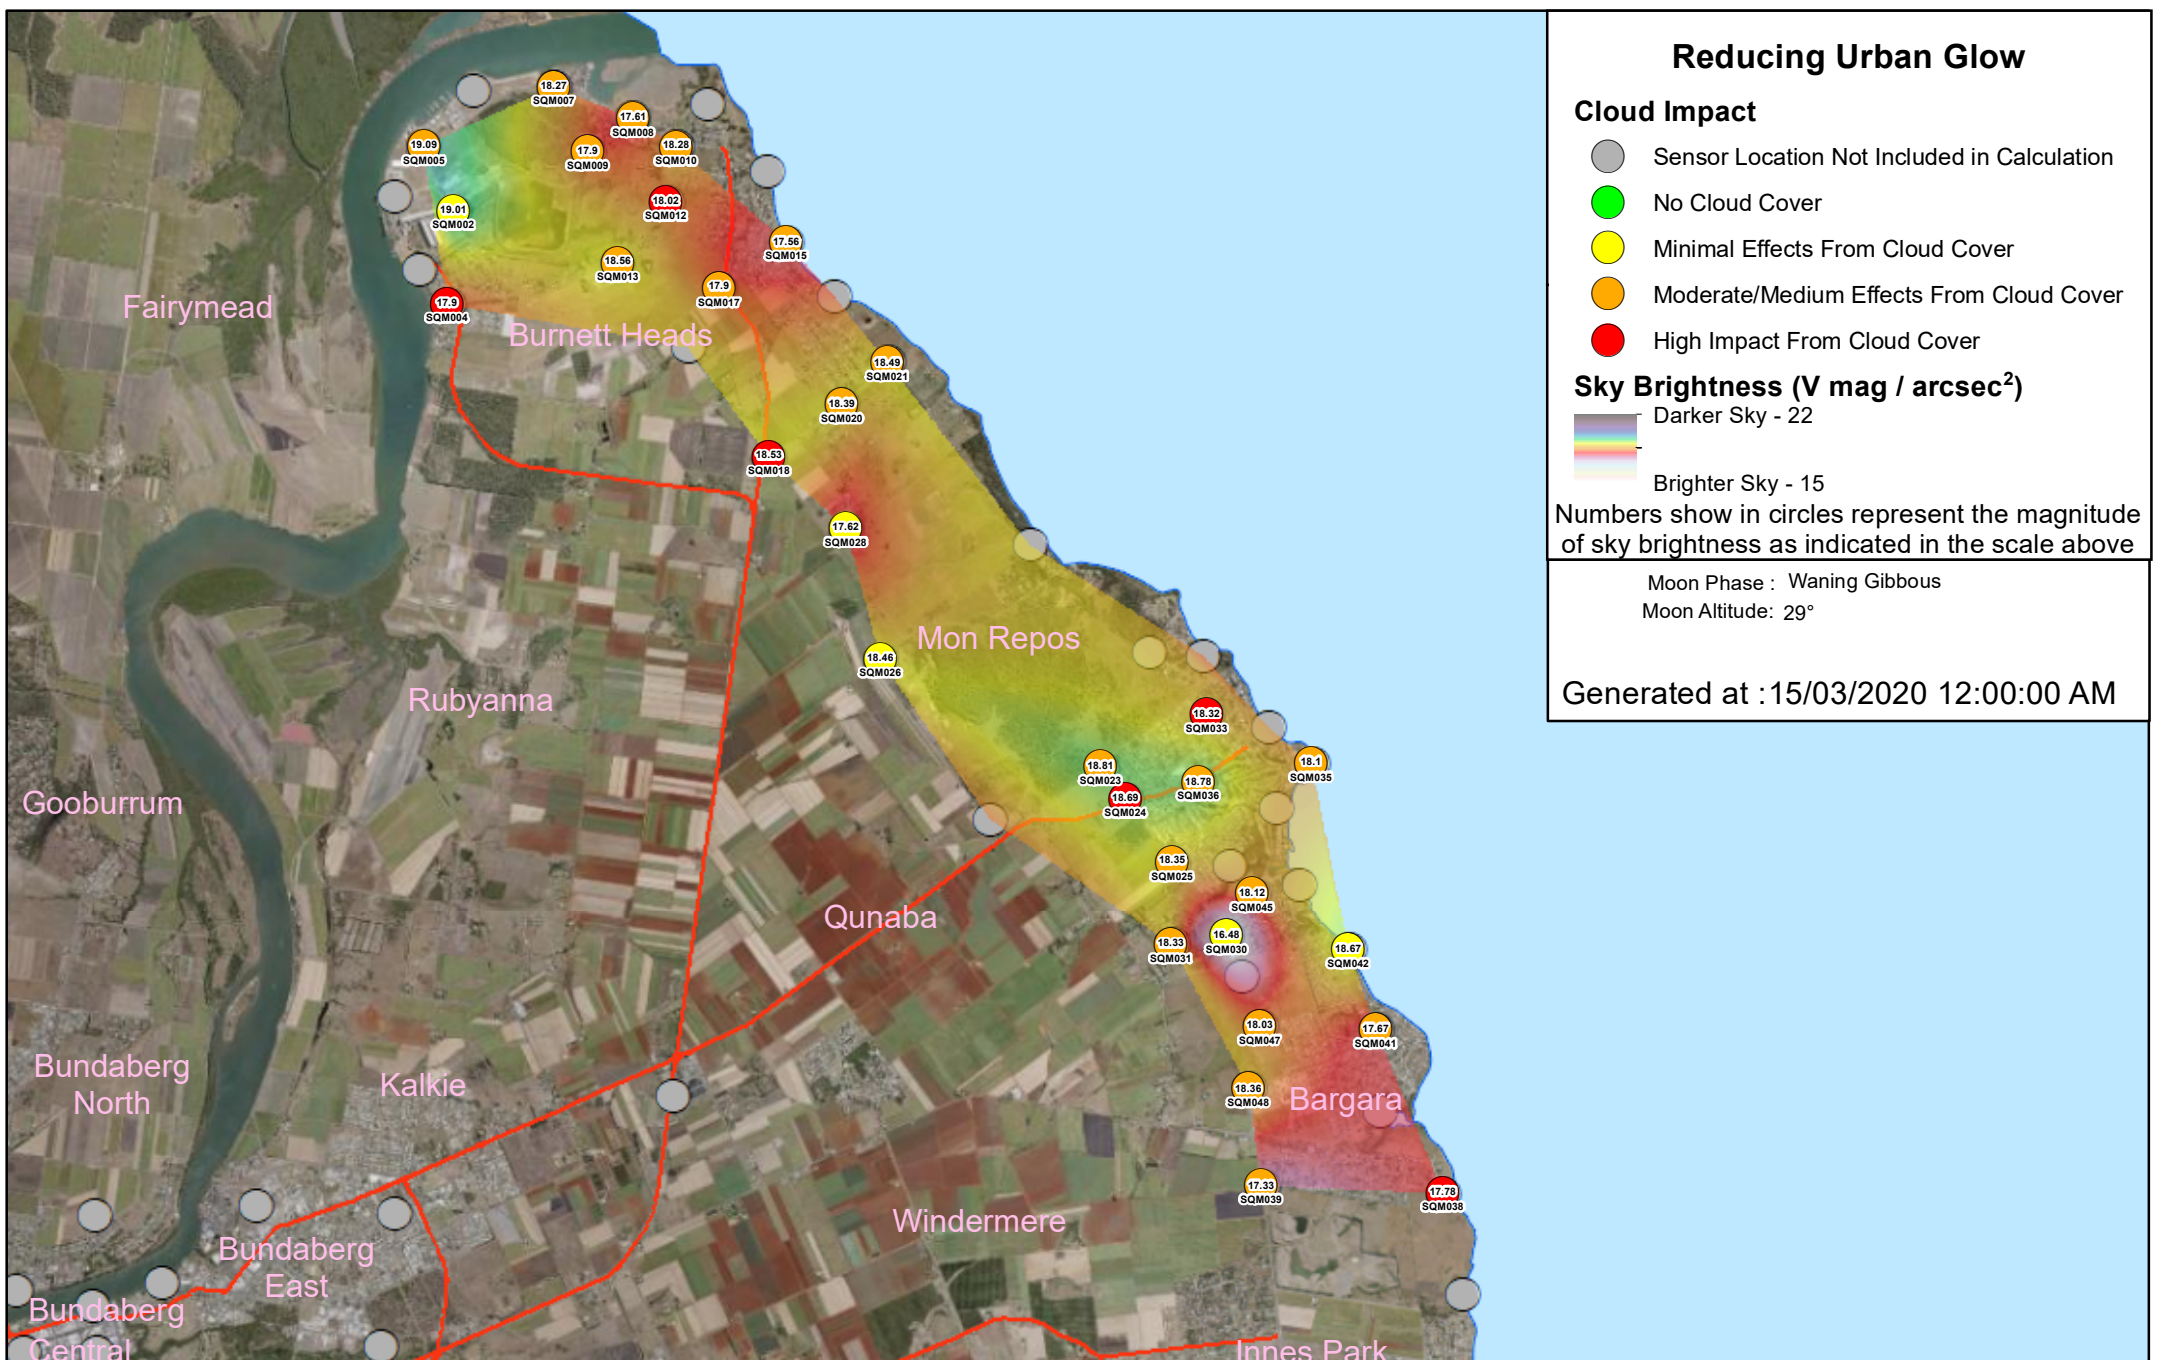 Reducing Urban Glow
Cloud Impact
Sensor Location Not Included in Calculation
No Cloud Cover
Minimal Effects From Cloud Cover
Moderate/Medium Effects From Cloud Cover
High Impact From Cloud Cover
Sky Brightness (V mag / arcsec²)
Darker Sky - 22
Brighter Sky - 15
Numbers show in circles represent the magnitude
of sky brightness as indicated in the scale above
Moon Phase : Waning Gibbous
Moon Altitude: 29°
Generated at :15/03/2020 12:00:00 AM
18.27
SQM007
17.61
SQM008
19.09
SQM005
17.9
SQM009
18.28
SQM010
19.01
SQM002
18.02
SQM012
17.56
SQM015
18.56
SQM013
17.9
SQM017
17.9
SQM004
Fairymead
Burnett Heads
18.49
SQM021
18.39
SQM020
18.53
SQM018
17.62
SQM028
Mon Repos
18.46
SQM026
Rubyanna
18.32
SQM033
18.81
SQM023
18.78
SQM036
18.1
SQM035
18.69
SQM024
Gooburrum
18.35
SQM025
18.12
SQM045
Qunaba
18.33
SQM031
16.48
SQM030
18.67
SQM042
18.03
SQM047
17.67
SQM041
Bundaberg
North
Kalkie
18.36
SQM048
Bargara
17.33
SQM039
17.78
SQM038
Windermere
Bundaberg
East
Bundaberg
Central
Innes Park